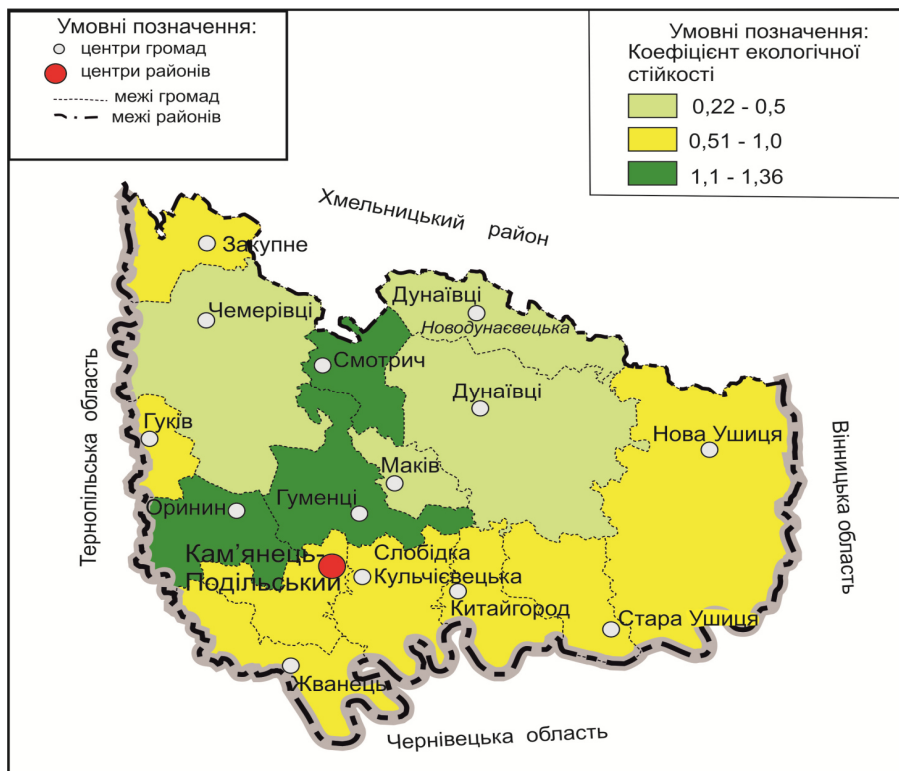 Умовні позначення:
центри громад
центри районів
межі громад
межі районів
Умовні позначення:
Коефіцієнт екологічної
стійкості
0,22 - 0,5
0,51 - 1,0
1,1 - 1,36
Хмельницький район
Закупне
Чемерівці
Дунаївці
Новодунаєвецька
Смотрич
Дунаївці
Гуків
Нова Ушиця
Маків
Оринин
Гуменці
Тернопільська область
Вінницька область
Кам'янець-
Подільський
Слобідка
Кульчієвецька
Китайгород
Стара Ушиця
Жванець
Чернівецька область